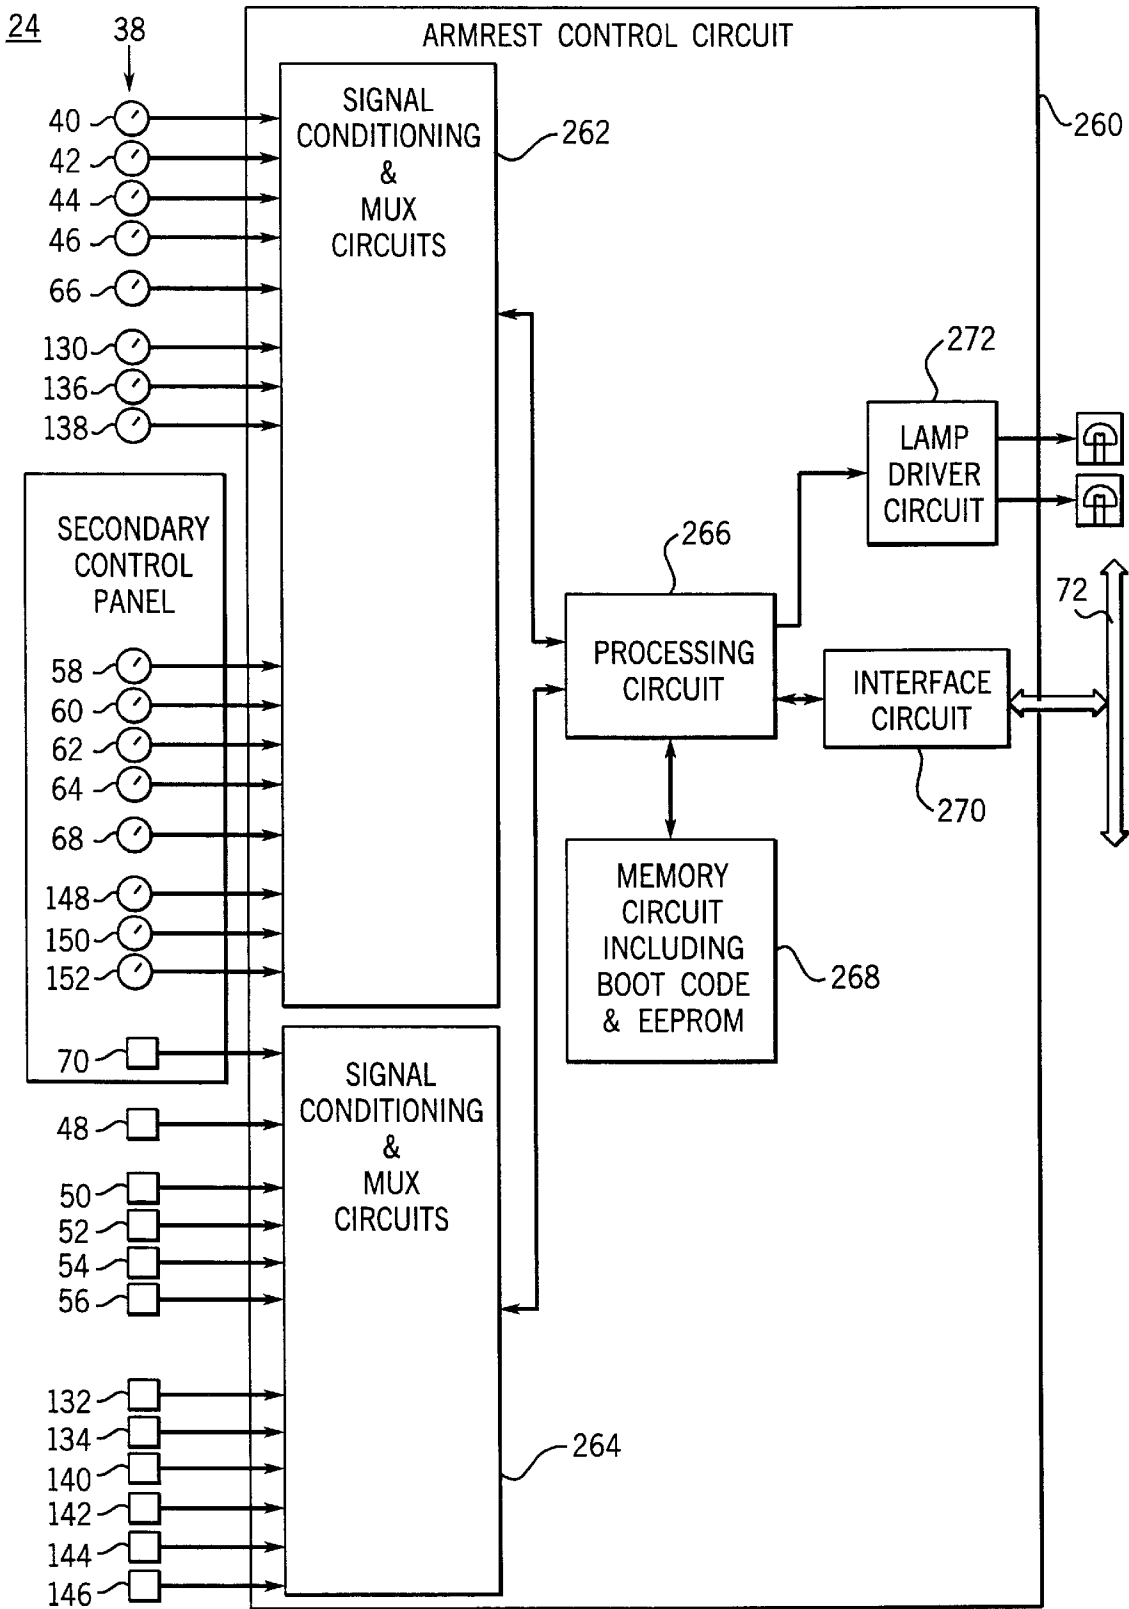 24
38
ARMREST CONTROL CIRCUIT
SIGNAL
CONDITIONING
&
MUX
CIRCUITS
262
260
40
42
44
46
66
130
136
138
272
LAMP
DRIVER
CIRCUIT
SECONDARY
CONTROL
PANEL
266
72
PROCESSING
CIRCUIT
INTERFACE
CIRCUIT
270
58
60
62
64
68
148
150
152
MEMORY
CIRCUIT
INCLUDING
BOOT CODE
& EEPROM
268
70
48
50
52
54
56
SIGNAL
CONDITIONING
&
MUX
CIRCUITS
132
134
140
142
144
146
264